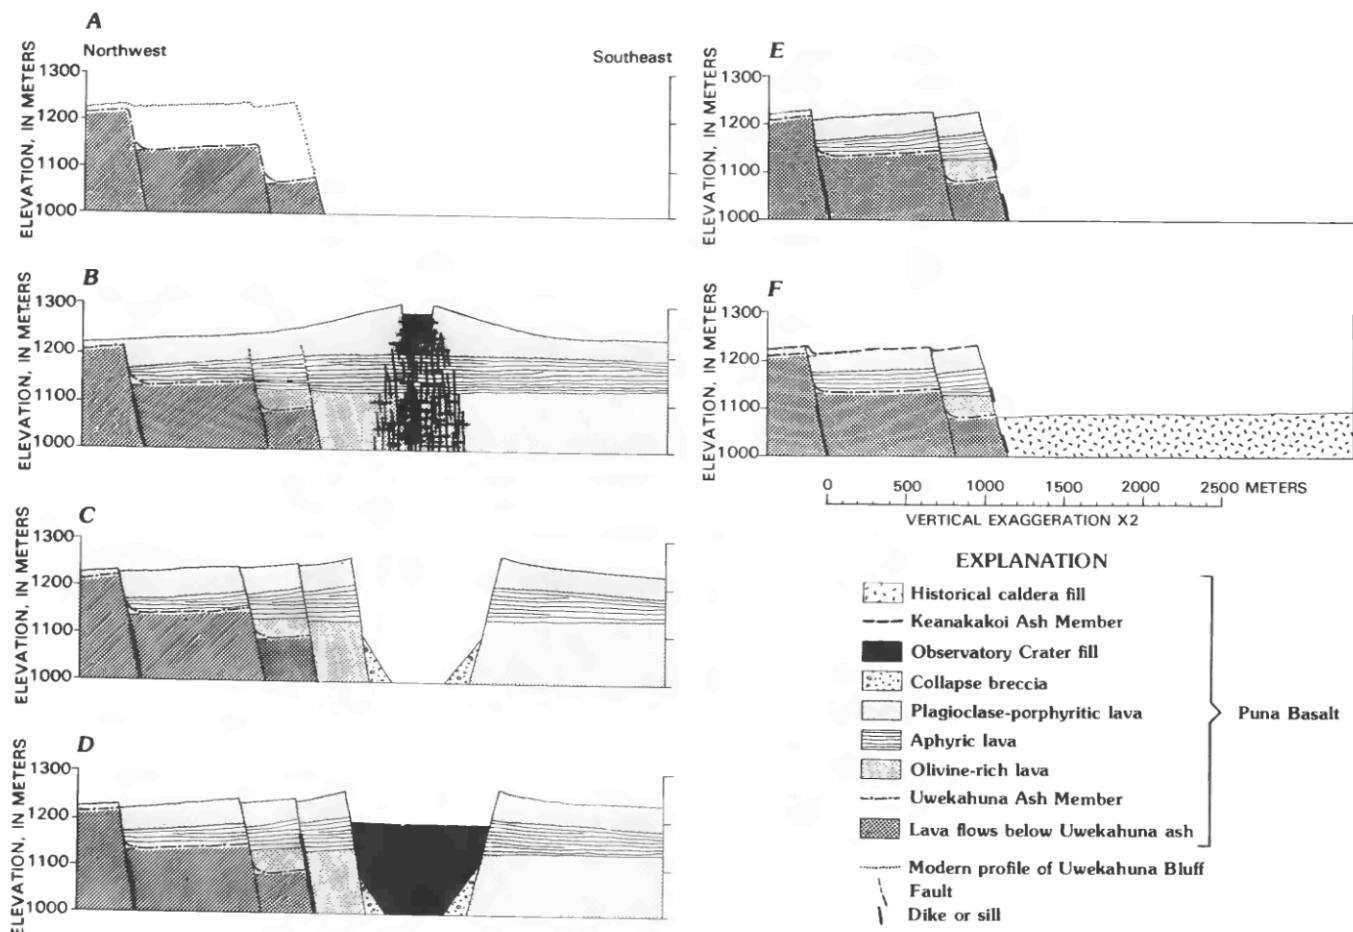 A
Northwest
Southeast
ELEVATION, IN METERS
1300
1200
1100
1000
B
ELEVATION, IN METERS
1300
1200
1100
1000
C
ELEVATION, IN METERS
1300
1200
1100
1000
D
ELEVATION, IN METERS
1300
1200
1100
1000
E
ELEVATION, IN METERS
1300
1200
1100
1000
F
ELEVATION, IN METERS
1300
1200
1100
1000
0 500 1000 2000 2500 METERS
VERTICAL EXAGGERATION X2
EXPLANATION
Historical caldera fill
Keanakakoi Ash Member
Observatory Crater fill
Collapse breccia
Plagioclase-porphyritic lava
Aphyric lava
Olivine-rich lava
Uwekahuna Ash Member
Lava flows below Uwekahuna ash
Puna Basalt
Modern profile of Uwekahuna Bluff
Fault
Dike or sill